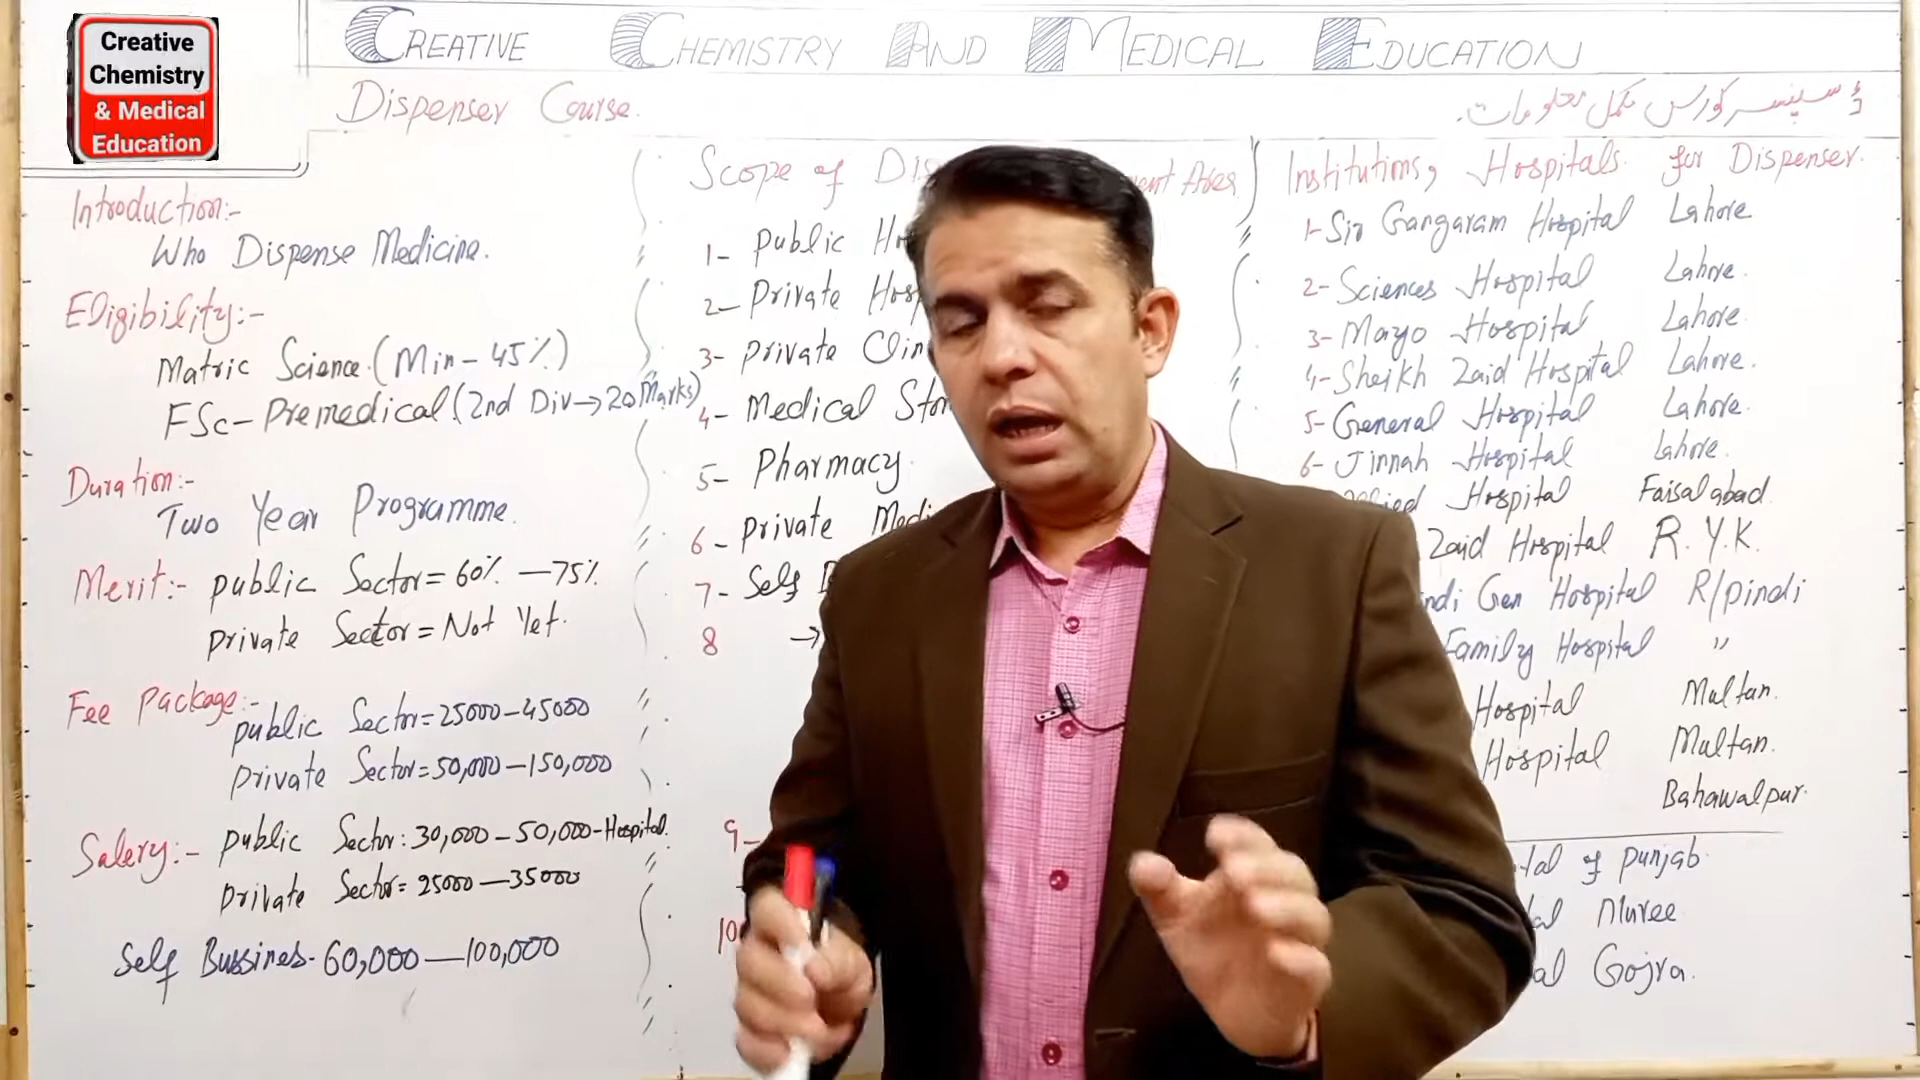 Creative
Chemistry
& Medical
Education
CREATIVE CHEMISTRY AND MEDICAL EDUCATION
Dispenser Course.
ڈسپنسر کورس مکمل معلومات۔
Introduction:-
Who Dispense Medicine.
Eligibility:-
Matric Science (Min-45%)
FSc-Premedical (2nd Div→20 Marks)
Duration:-
Two Year Programme.
Merit:- public Sector=60%-75%
private Sector=Not Yet.
Fee Package:-
public Sector=25000-45000
Private Sector=50,000-150,000
Salery:- public Sector:30,000-50,000-Hospital.
Private Sector=25000-35000
Self Bussines-60,000-100,000
Scope of
Area
1- Public
2- Private
3- Private
4- Medical
5- Pharmacy.
6- Private
7- Self
8 →
9-
10
Institutions, Hospitals for Dispenser.
1-Sir Gangaram Hospital Lahore
2-Sciences Hospital Lahore.
3-Mayo Hospital Lahore.
4-Sheikh Zaid Hospital Lahore.
5-General Hospital Lahore.
6-Jinnah Hospital Lahore.
Hospital Faisalabad.
Zaid Hospital R.Y.K.
Gen Hospital R/pindi
Family Hospital "
Hospital Multan.
Hospital Multan.
Bahawalpur.
of punjab.
Muree
Gojra.